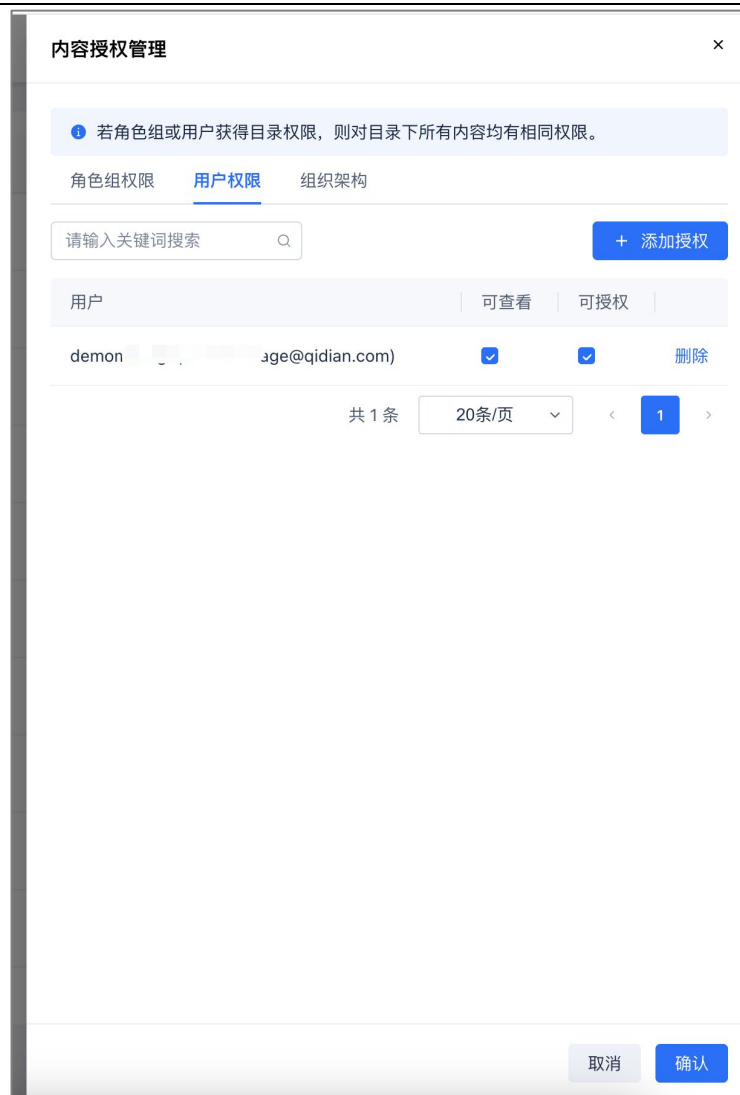 内容授权管理
若角色组或用户获得目录权限，则对目录下所有内容均有相同权限。
角色组权限 用户权限 组织架构
请输入关键词搜索 + 添加授权
用户 可查看 可授权
demon age@qidian.com) 删除
共 1 条 20条/页 1
取消 确认